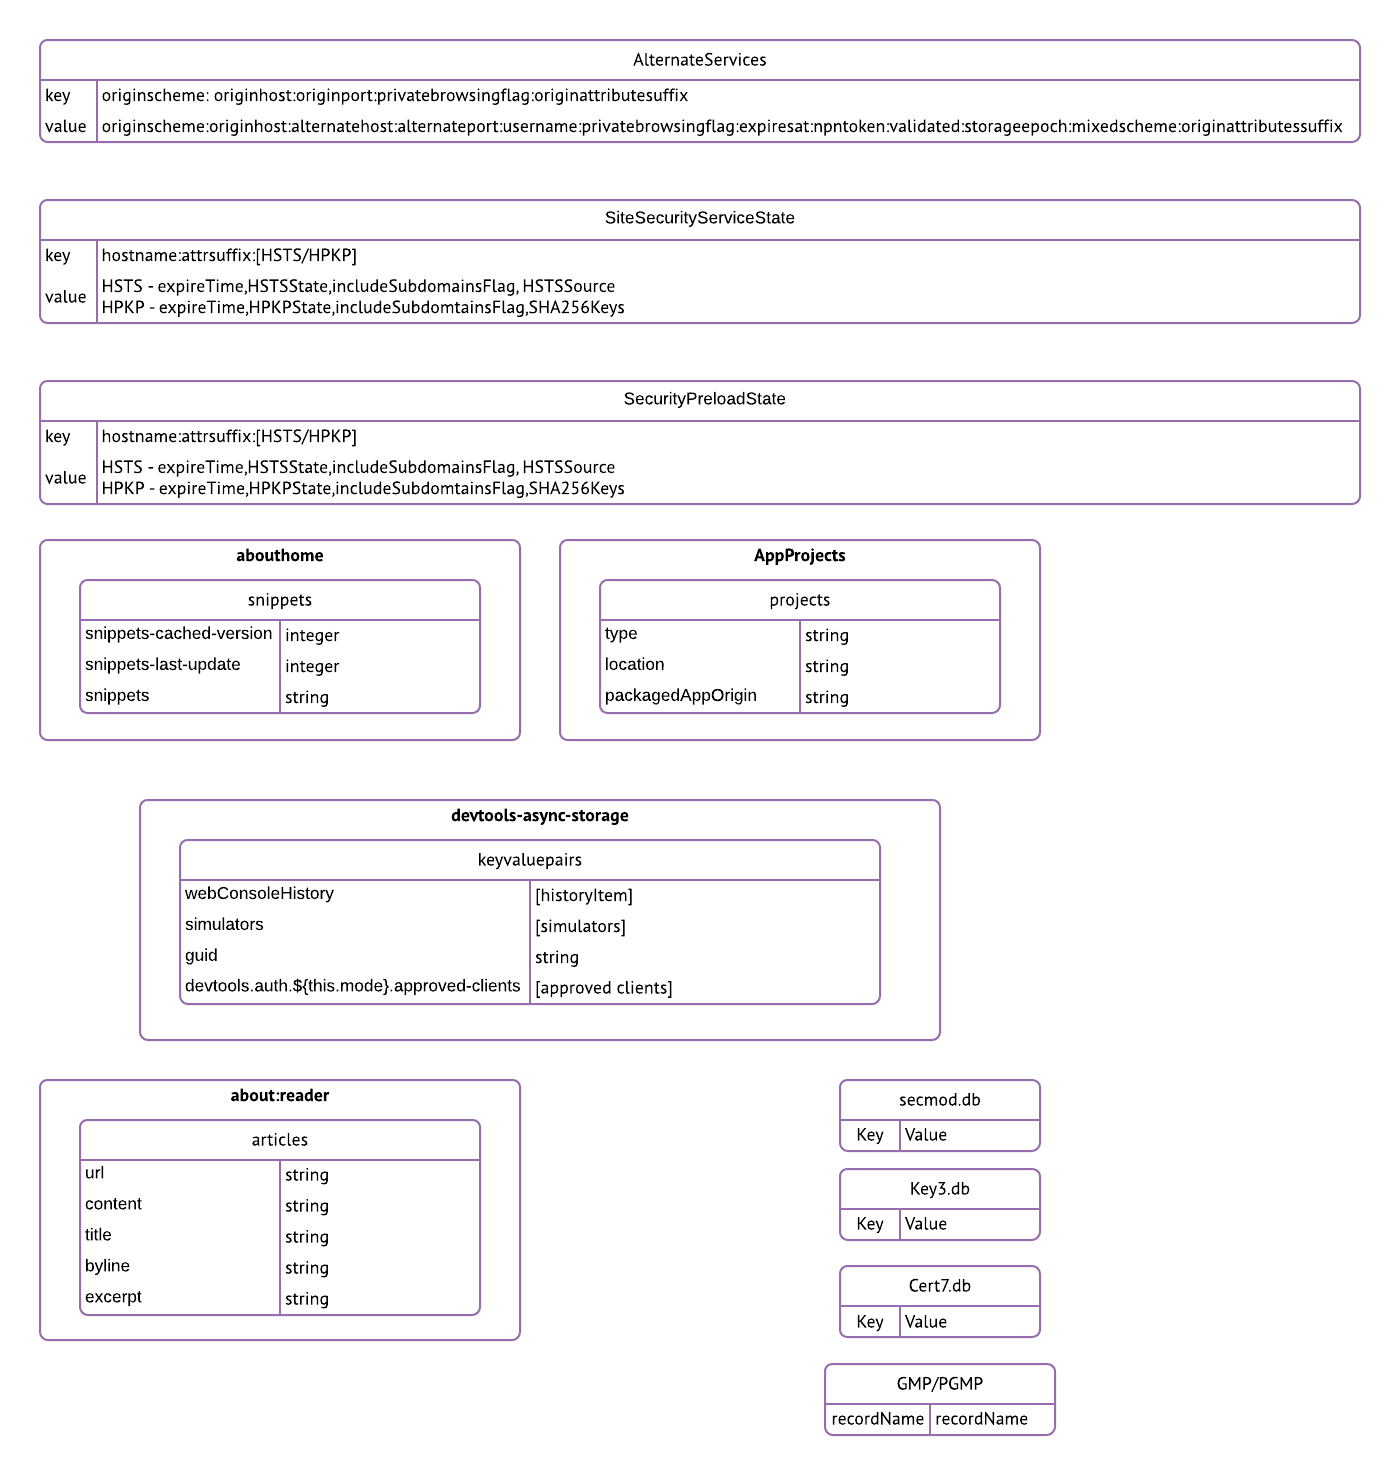 AlternateServices
key originscheme: originhost:originport:privatebrowsingflag:originattributesuffix
value originscheme:originhost:alternatehost:alternateport:username:privatebrowsingflag:expiresat:npntoken:validated:storageepoch:mixedscheme:originattributessuffix
SiteSecurityServiceState
key hostname:attrsuffix:[HSTS/HPKP]
value HSTS - expireTime,HSTSState,includeSubdomainsFlag, HSTSSource
HPKP - expireTime,HPKPState,includeSubdomtainsFlag,SHA256Keys
SecurityPreloadState
key hostname:attrsuffix:[HSTS/HPKP]
value HSTS - expireTime,HSTSState,includeSubdomainsFlag, HSTSSource
HPKP - expireTime,HPKPState,includeSubdomtainsFlag,SHA256Keys
abouthome
snippets
snippets-cached-version integer
snippets-last-update integer
snippets string
AppProjects
projects
type string
location string
packagedAppOrigin string
devtools-async-storage
keyvaluepairs
webConsoleHistory [historyItem]
simulators [simulators]
guid string
devtools.auth.${this.mode}.approved-clients [approved clients]
about:reader
articles
url string
content string
title string
byline string
excerpt string
secmod.db
Key Value
Key3.db
Key Value
Cert7.db
Key Value
GMP/PGMP
recordName recordName